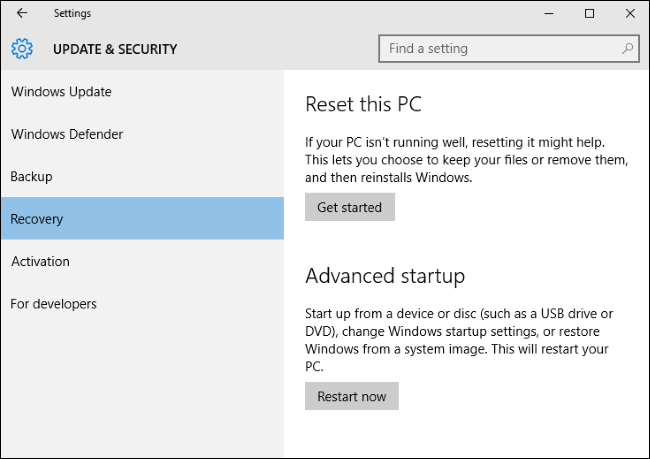 Settings
UPDATE & SECURITY
Find a setting
Windows Update
Windows Defender
Backup
Recovery
Activation
For developers
Reset this PC
If your PC isn't running well, resetting it might help.
This lets you choose to keep your files or remove them,
and then reinstalls Windows.
Get started
Advanced startup
Start up from a device or disc (such as a USB drive or
DVD), change Windows startup settings, or restore
Windows from a system image. This will restart your
PC.
Restart now